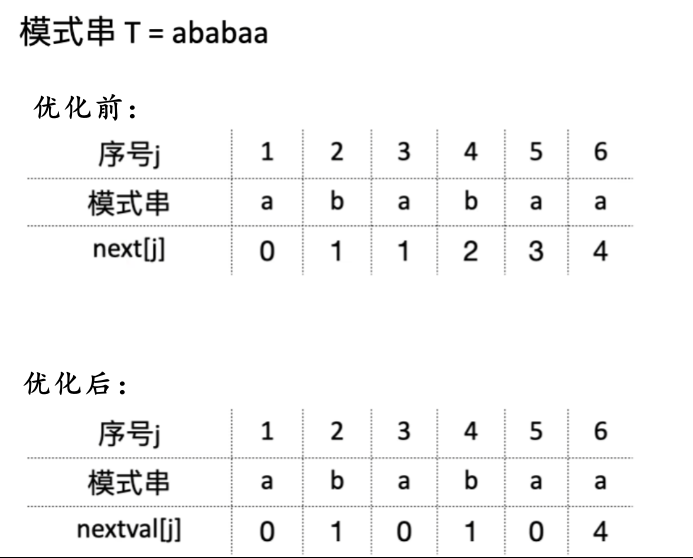 模式串 T = ababaa
优化前：
序号j 1 2 3 4 5 6
模式串 a b a b a a
next[j] 0 1 1 2 3 4
优化后：
序号j 1 2 3 4 5 6
模式串 a b a b a a
nextval[j] 0 1 0 1 0 4